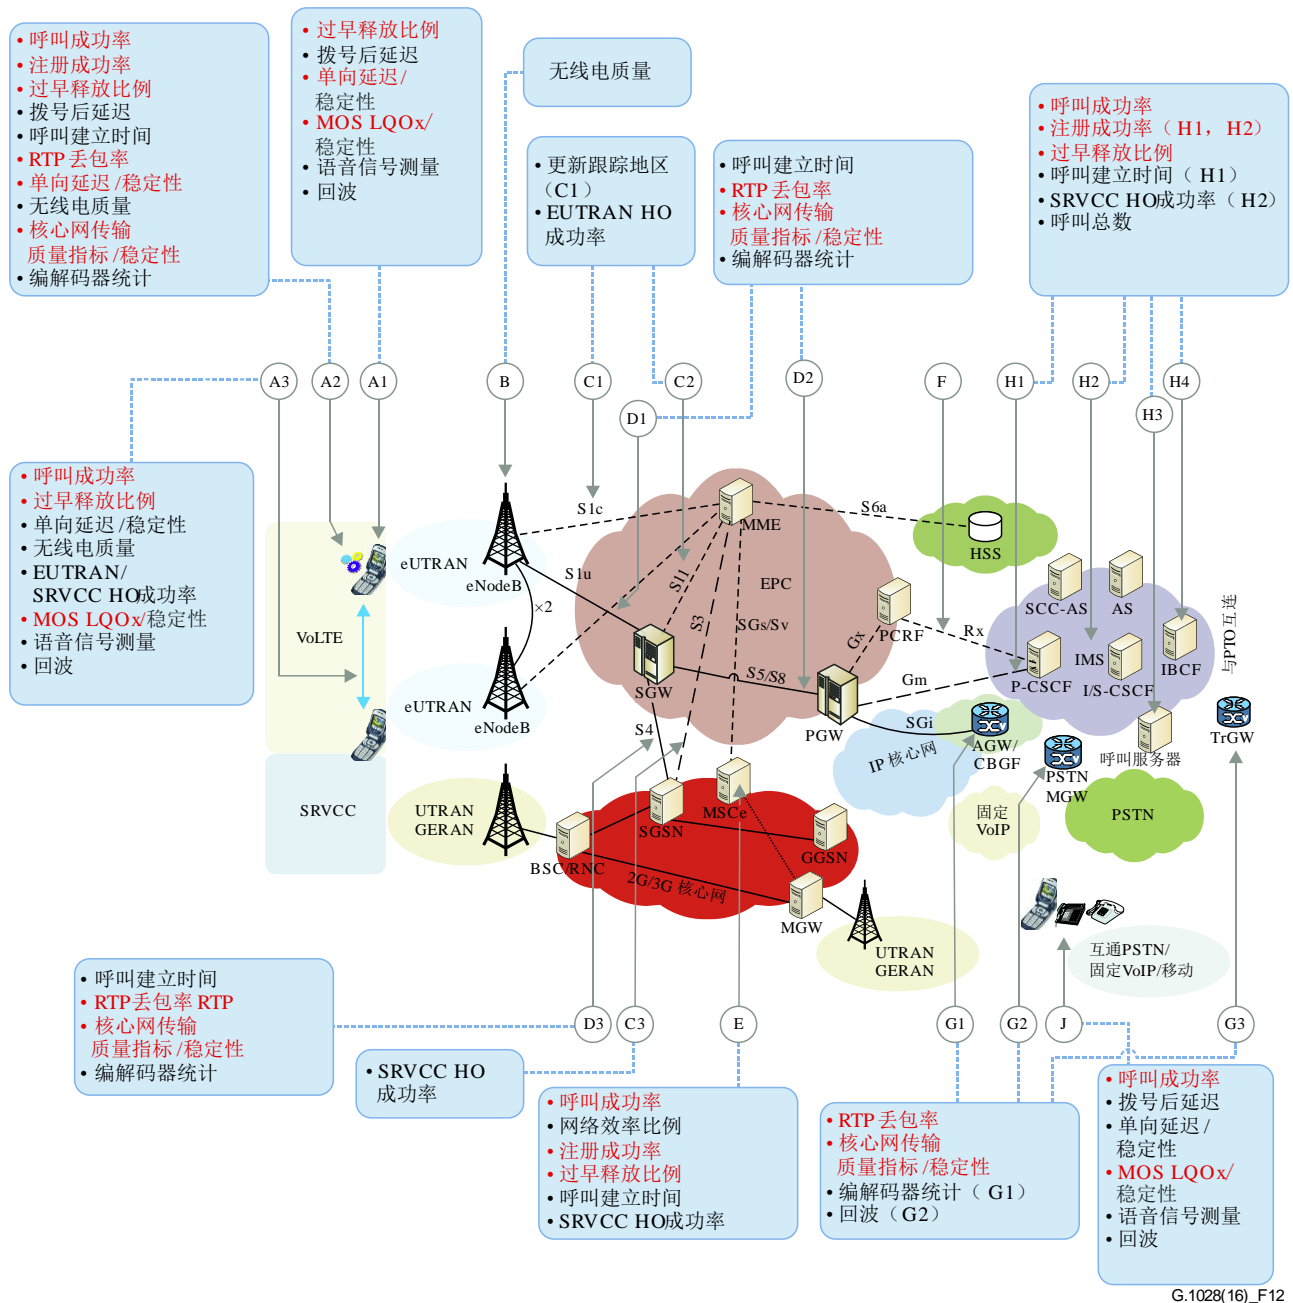 • 呼叫成功率
• 注册成功率
• 过早释放比例
• 拨号后延迟
• 呼叫建立时间
• RTP 丢包率
• 单向延迟/稳定性
• 无线电质量
• 核心网传输
质量指标/稳定性
• 编解码器统计
• 过早释放比例
• 拨号后延迟
• 单向延迟/
稳定性
• MOS LQOx/
稳定性
• 语音信号测量
• 回波
无线电质量
• 更新跟踪地区
（C1）
• EUTRAN HO
成功率
• 呼叫建立时间
• RTP 丢包率
• 核心网传输
质量指标/稳定性
• 编解码器统计
• 呼叫成功率
• 注册成功率（H1，H2）
• 过早释放比例
• 呼叫建立时间（H1）
• SRVCC HO成功率（H2）
• 呼叫总数
A3
A2
A1
B
C1
C2
D1
D2
F
H1
H2
H3
H4
• 呼叫成功率
• 过早释放比例
• 单向延迟/稳定性
• 无线电质量
• EUTRAN/
SRVCC HO成功率
• MOS LQOx/稳定性
• 语音信号测量
• 回波
VoLTE
SRVCC
eUTRAN
eNodeB
×2
eUTRAN
eNodeB
UTRAN
GERAN
S1c
S1u
S11
S3
SGs/Sv
MME
EPC
S6a
HSS
SGW
S5/S8
S4
PCRF
Gx
Rx
Gm
PGW
SGi
SCC-AS
AS
IMS
P-CSCF
I/S-CSCF
IBCF
与PTO互连
TrGW
呼叫服务器
IP 核心网
AGW/
CBGF
PSTN
MGW
固定
VoIP
PSTN
BSC/RNC
SGSN
MSCe
GGSN
2G/3G 核心网
MGW
UTRAN
GERAN
互通PSTN/
固定VoIP/移动
D3
C3
E
G1
G2
J
G3
• 呼叫建立时间
• RTP丢包率 RTP
• 核心网传输
质量指标/稳定性
• 编解码器统计
• SRVCC HO
成功率
• 呼叫成功率
• 网络效率比例
• 注册成功率
• 过早释放比例
• 呼叫建立时间
• SRVCC HO成功率
• RTP 丢包率
• 核心网传输
质量指标/稳定性
• 编解码器统计（G1）
• 回波（G2）
• 呼叫成功率
• 拨号后延迟
• 单向延迟/
稳定性
• MOS LQOx/
稳定性
• 语音信号测量
• 回波
G.1028(16)_F12